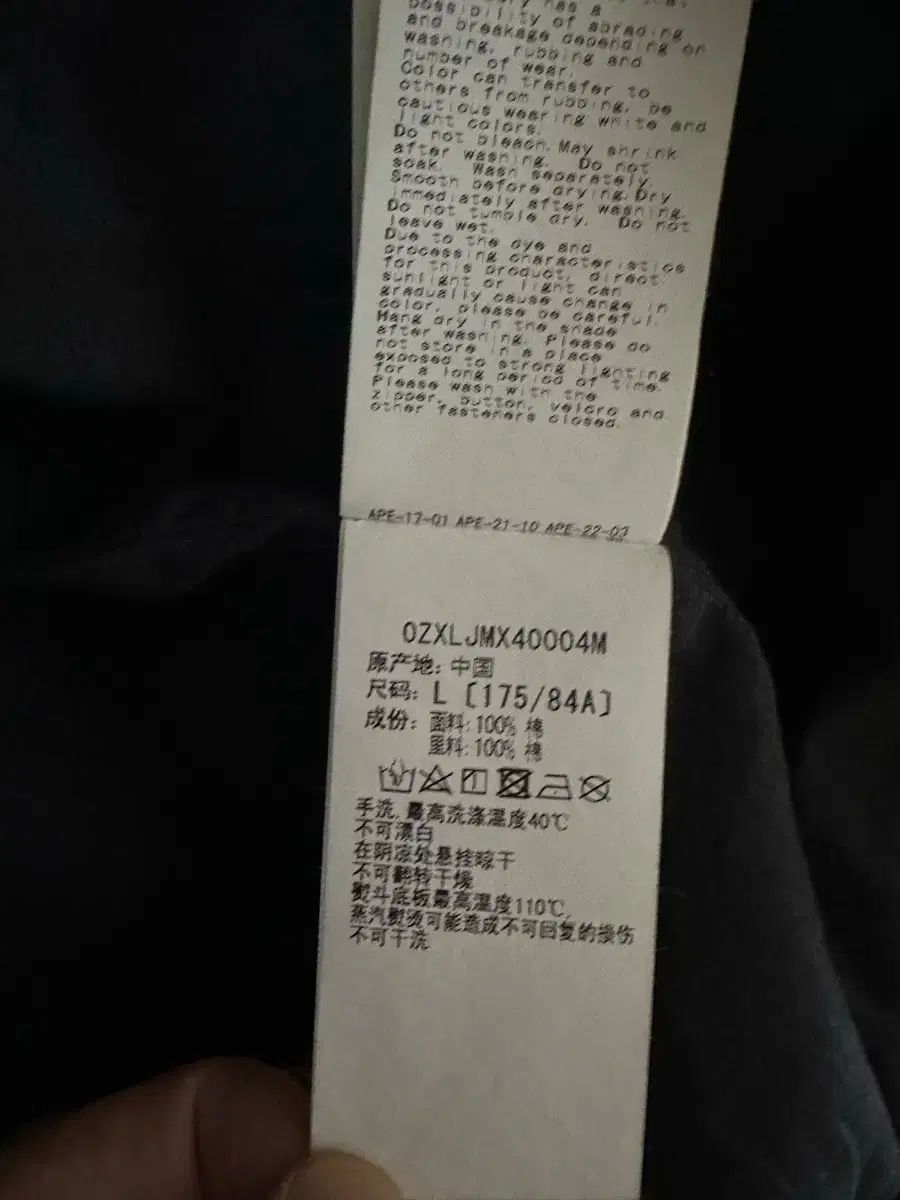 has a
possibility of abrading
and breakage depending on
washing, rubbing and
number of wear.
Color can transfer to
others from rubbing, be
cautious wearing white and
light colors.
Do not bleach. May shrink
after washing. Do not
soak. Wash separately.
Smooth before drying. Dry
immediately after washing.
Do not tumble dry. Do not
leave wet.
Due to the dye and
processing characteristics
for this product, direct
sunlight or light can
gradually cause change in
color, please be careful.
Hang dry in the shade
after washing. Please do
not store in a place
exposed to strong lighting
for a long period of time.
Please wash with the
zipper, button, velcro and
other fasteners closed.
APE-17-01 APE-21-10 APE-22-03
0ZXLJMX40004M
原产地: 中国
尺码: L [175/84A]
成份: 面料: 100% 棉
里料: 100% 棉
手洗, 最高洗涤温度40℃
不可漂白
在阴凉处悬挂晾干
不可翻转干燥
熨斗底板最高温度110℃,
蒸汽熨烫可能造成不可回复的损伤
不可干洗